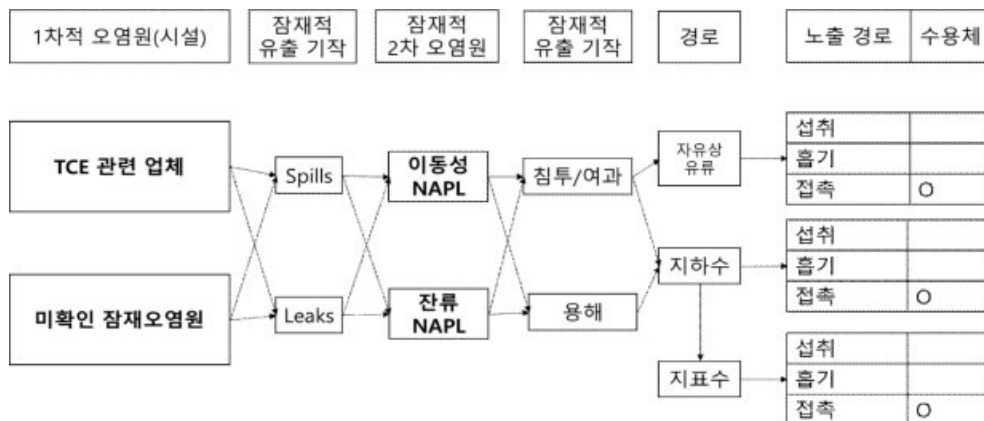 1차적 오염원(시설)
잠재적
유출 기작
잠재적
2차 오염원
잠재적
유출 기작
경로
노출 경로
수용체
TCE 관련 업체
미확인 잠재오염원
Spills
Leaks
이동성
NAPL
잔류
NAPL
침투/여과
용해
자유상
유류
지하수
지표수
섭취
흡기
접촉 O
섭취
흡기
접촉 O
섭취
흡기
접촉 O